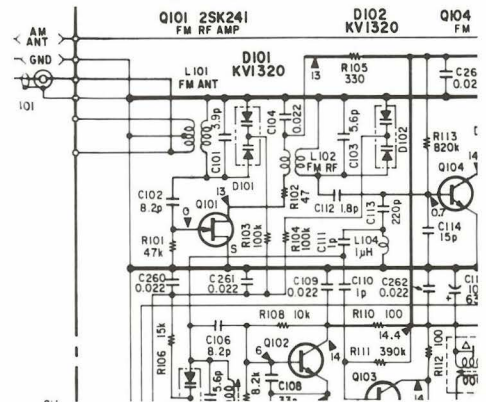 Q101 2SK241
FM RF AMP
D102
KV1320
Q104
FM
AM
ANT
GND
D101
KV1320
13
R105
330
C26
0.02
L101
FM ANT
101
3.9p
C101
C104
0.022
5.6p
C103
D102
R113
820k
14
Q104
L102
FM RF
D101
C102
8.2p
13
Q101
0
R102
47
C112 1.8p
C113
220p
0.7
C114
15p
R101
47k
S
R103
100k
R104
100k
C111
1p
L104
1μH
C260
0.022
C261
0.022
C109
0.022
C110
1p
C262
0.022
C11
10
R108 10k
R110 100
14.4
15k
R106
C106
8.2p
Q102
6
14
R111 390k
R112 100
5.6p
8.2k
C108
33p
Q103
14